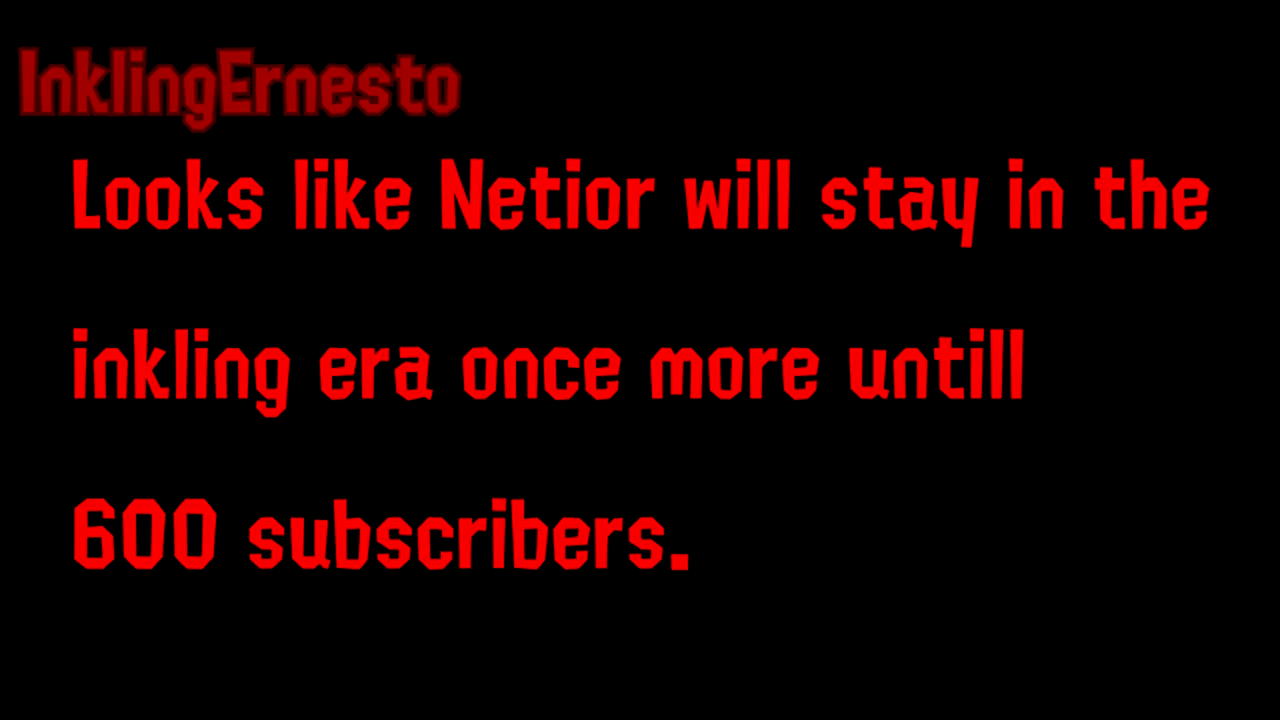 InklingErnesto
Looks like Netior will stay in the
inkling era once more untill
600 subscribers.